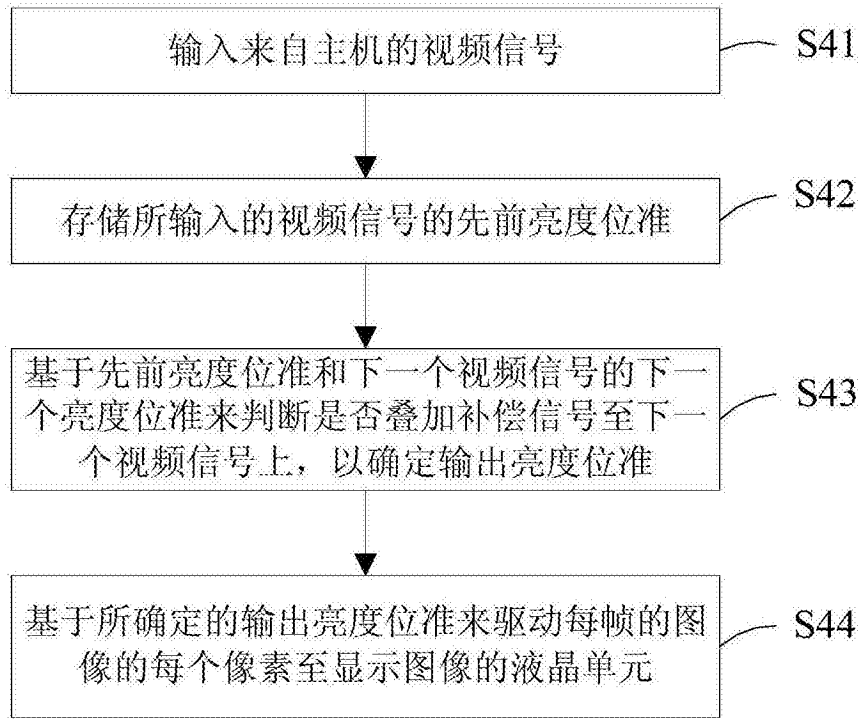 输入来自主机的视频信号
S41
存储所输入的视频信号的先前亮度位准
S42
基于先前亮度位准和下一个视频信号的下一
个亮度位准来判断是否叠加补偿信号至下一
个视频信号上，以确定输出亮度位准
S43
基于所确定的输出亮度位准来驱动每帧的图
像的每个像素至显示图像的液晶单元
S44